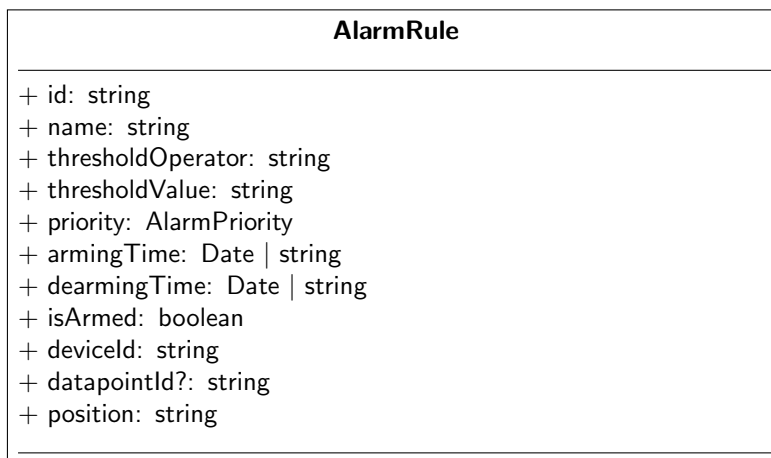 AlarmRule
+ id: string
+ name: string
+ thresholdOperator: string
+ thresholdValue: string
+ priority: AlarmPriority
+ armingTime: Date | string
+ dearmingTime: Date | string
+ isArmed: boolean
+ deviceId: string
+ datapointId?: string
+ position: string